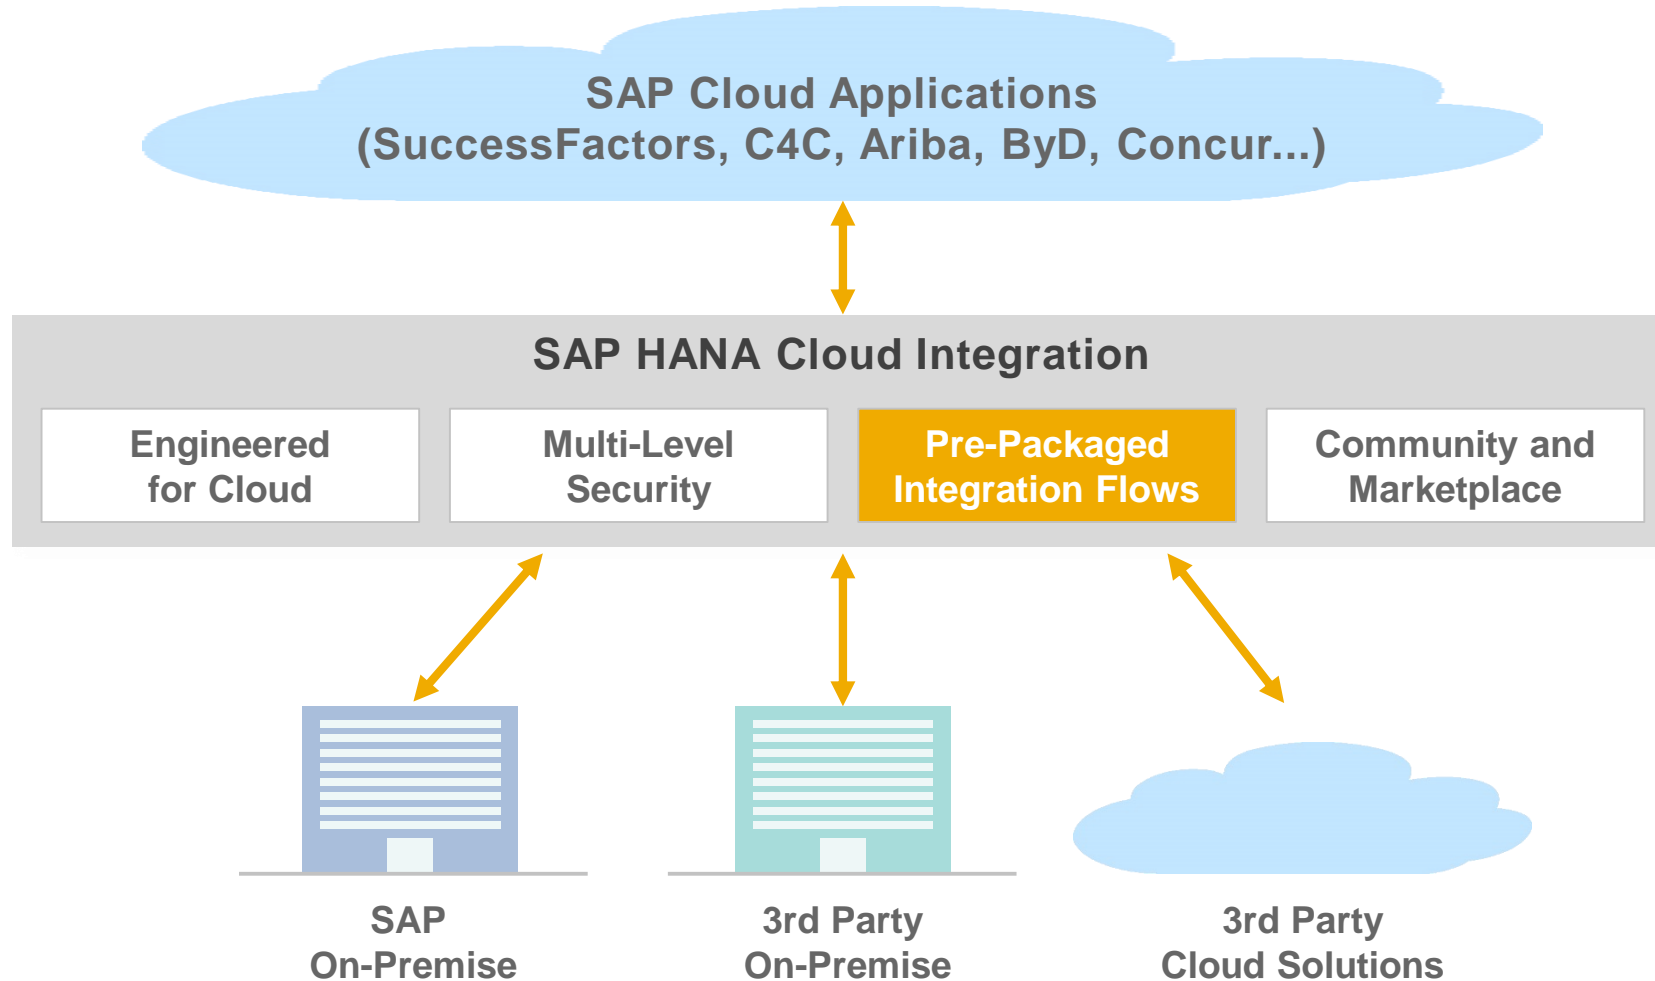 SAP Cloud Applications
(SuccessFactors, C4C, Ariba, ByD, Concur...)
SAP HANA Cloud Integration
Engineered
for Cloud
Multi-Level
Security
Pre-Packaged
Integration Flows
Community and
Marketplace
SAP
On-Premise
3rd Party
On-Premise
3rd Party
Cloud Solutions